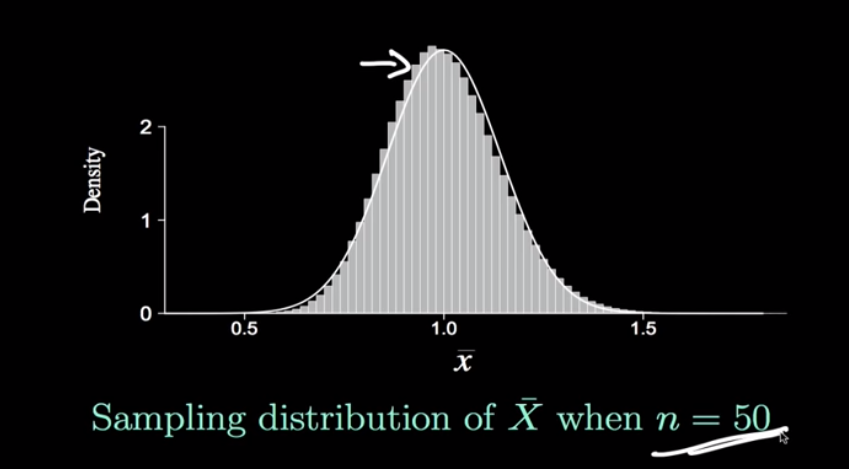 2
Density
1
0
0.5 1.0 1.5
x̄
Sampling distribution of X̄ when n = 50